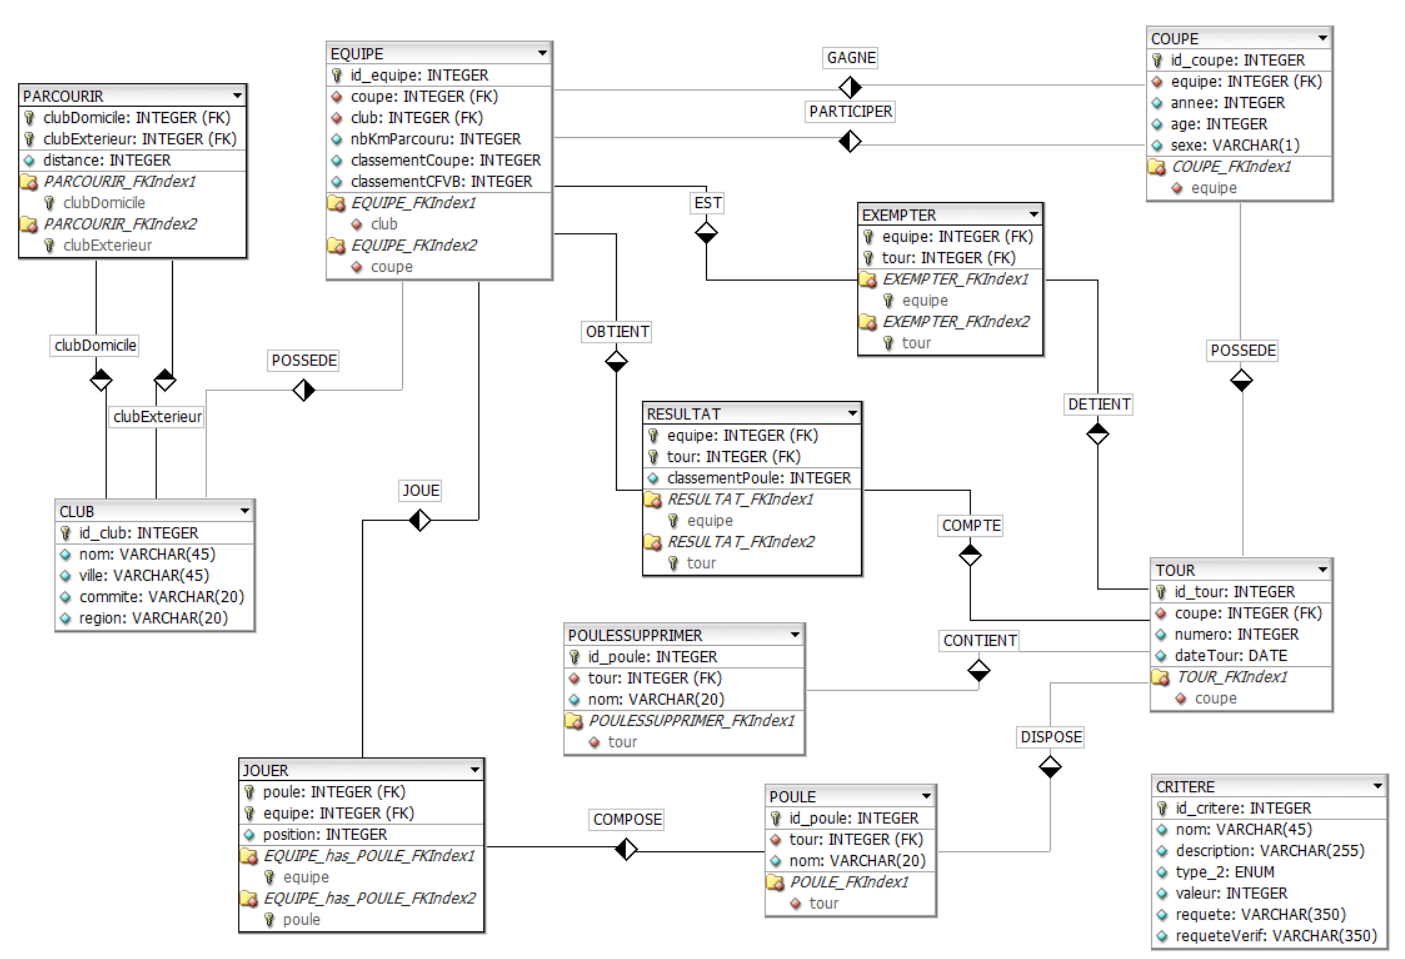 PARCOURIR
clubDomicile: INTEGER (FK)
clubExterieur: INTEGER (FK)
distance: INTEGER
PARCOURIR_FKIndex1
clubDomicile
PARCOURIR_FKIndex2
clubExterieur
EQUIPE
id_equipe: INTEGER
coupe: INTEGER (FK)
club: INTEGER (FK)
nbKmParcouru: INTEGER
classementCoupe: INTEGER
classementCFVB: INTEGER
EQUIPE_FKIndex1
club
EQUIPE_FKIndex2
coupe
GAGNE
PARTICIPER
COUPE
id_coupe: INTEGER
equipe: INTEGER (FK)
annee: INTEGER
age: INTEGER
sexe: VARCHAR(1)
COUPE_FKIndex1
equipe
EST
EXEMPTER
equipe: INTEGER (FK)
tour: INTEGER (FK)
EXEMPTER_FKIndex1
equipe
EXEMPTER_FKIndex2
tour
clubDomicile
clubExterieur
POSSEDE
OBTIENT
POSSEDE
DETIENT
RESULTAT
equipe: INTEGER (FK)
tour: INTEGER (FK)
classementPoule: INTEGER
RESULTAT_FKIndex1
equipe
RESULTAT_FKIndex2
tour
CLUB
id_club: INTEGER
nom: VARCHAR(45)
ville: VARCHAR(45)
commite: VARCHAR(20)
region: VARCHAR(20)
JOUE
COMPTE
TOUR
id_tour: INTEGER
coupe: INTEGER (FK)
numero: INTEGER
dateTour: DATE
TOUR_FKIndex1
coupe
POULESSUPPRIMER
id_poule: INTEGER
tour: INTEGER (FK)
nom: VARCHAR(20)
POULESSUPPRIMER_FKIndex1
tour
CONTIENT
DISPOSE
JOUER
poule: INTEGER (FK)
equipe: INTEGER (FK)
position: INTEGER
EQUIPE_has_POULE_FKIndex1
equipe
EQUIPE_has_POULE_FKIndex2
poule
COMPOSE
POULE
id_poule: INTEGER
tour: INTEGER (FK)
nom: VARCHAR(20)
POULE_FKIndex1
tour
CRITERE
id_critere: INTEGER
nom: VARCHAR(45)
description: VARCHAR(255)
type_2: ENUM
valeur: INTEGER
requete: VARCHAR(350)
requeteVerif: VARCHAR(350)